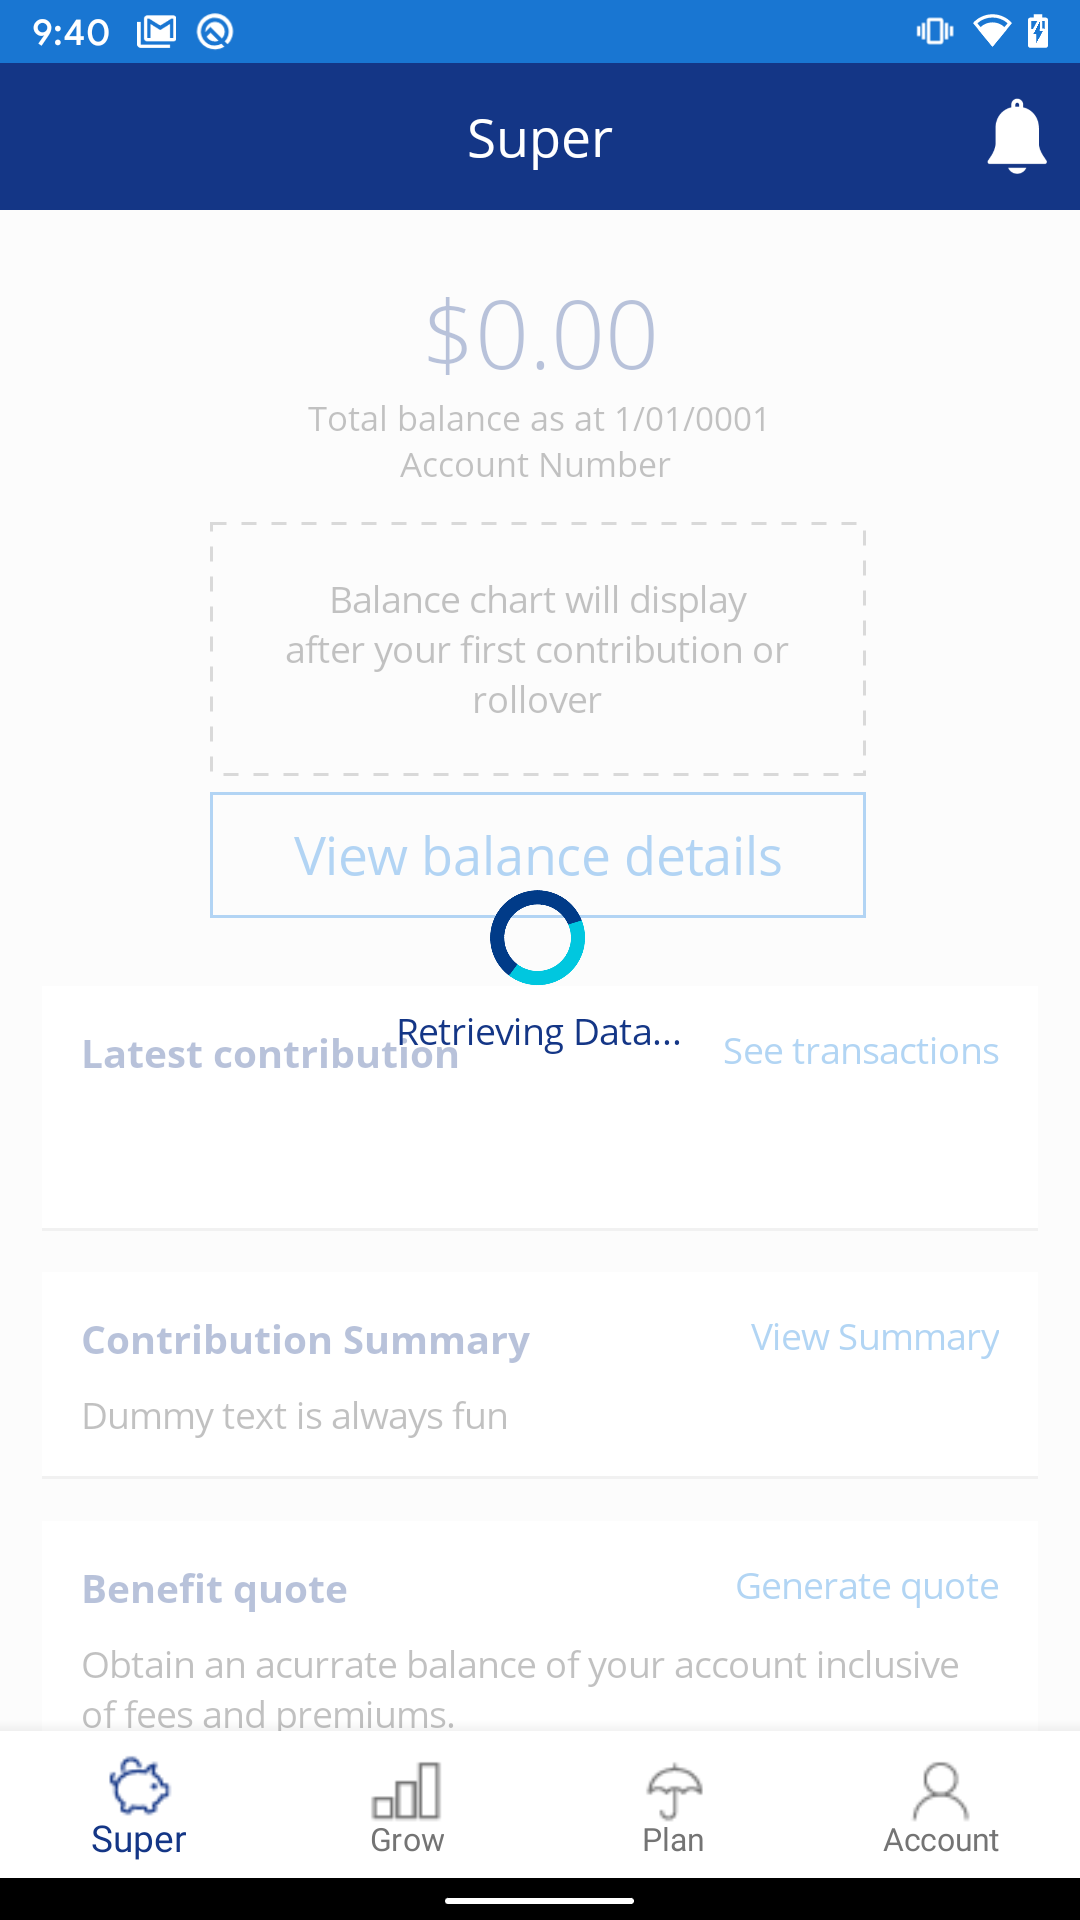 9:40
Super
$0.00
Total balance as at 1/01/0001
Account Number
Balance chart will display
after your first contribution or
rollover
View balance details
Retrieving Data...
Latest contribution
See transactions
Contribution Summary
View Summary
Dummy text is always fun
Benefit quote
Generate quote
Obtain an acurrate balance of your account inclusive
of fees and premiums.
Super
Grow
Plan
Account